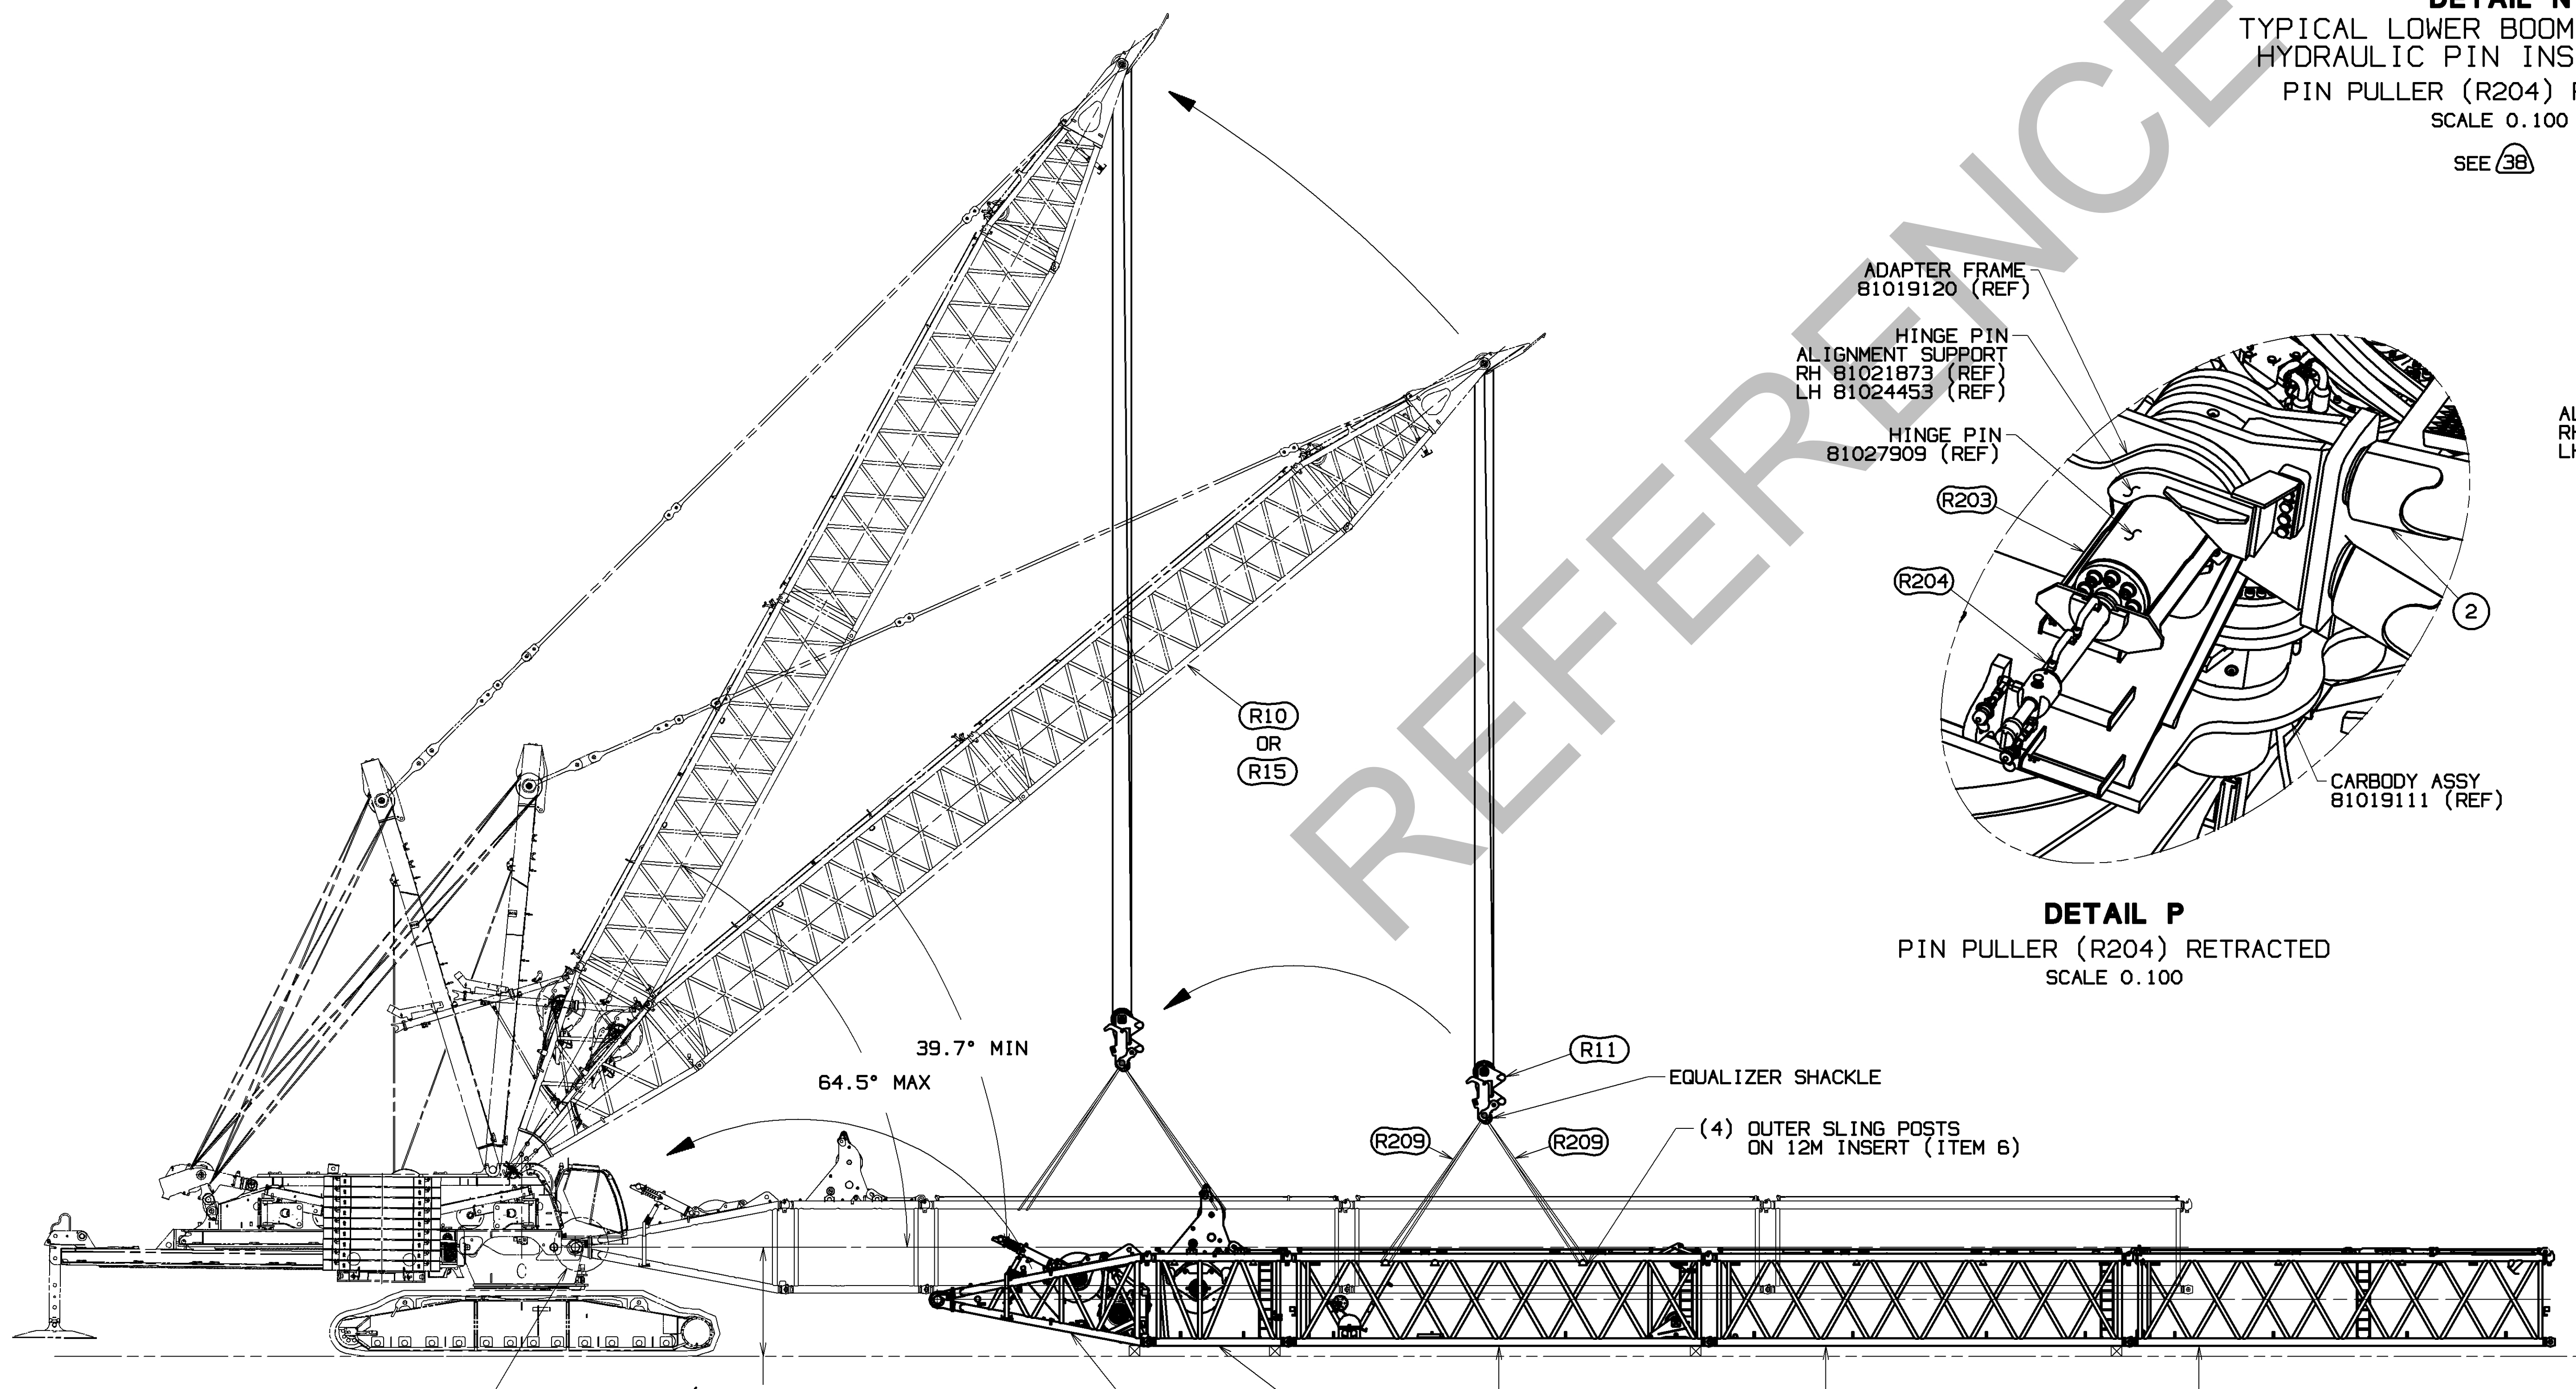 DETAIL N
TYPICAL LOWER BOOM
HYDRAULIC PIN INS
PIN PULLER (R204)
SCALE 0.100
SEE 38
REFERENCE
ADAPTER FRAME
81019120 (REF)
HINGE PIN
ALIGNMENT SUPPORT
RH 81021873 (REF)
LH 81024453 (REF)
HINGE PIN
81027909 (REF)
R203
R204
2
RH
LH
CARBODY ASSY
81019111 (REF)
DETAIL P
PIN PULLER (R204) RETRACTED
SCALE 0.100
R10
OR
R15
39.7° MIN
64.5° MAX
R11
EQUALIZER SHACKLE
R209
R209
(4) OUTER SLING POSTS
ON 12M INSERT (ITEM 6)